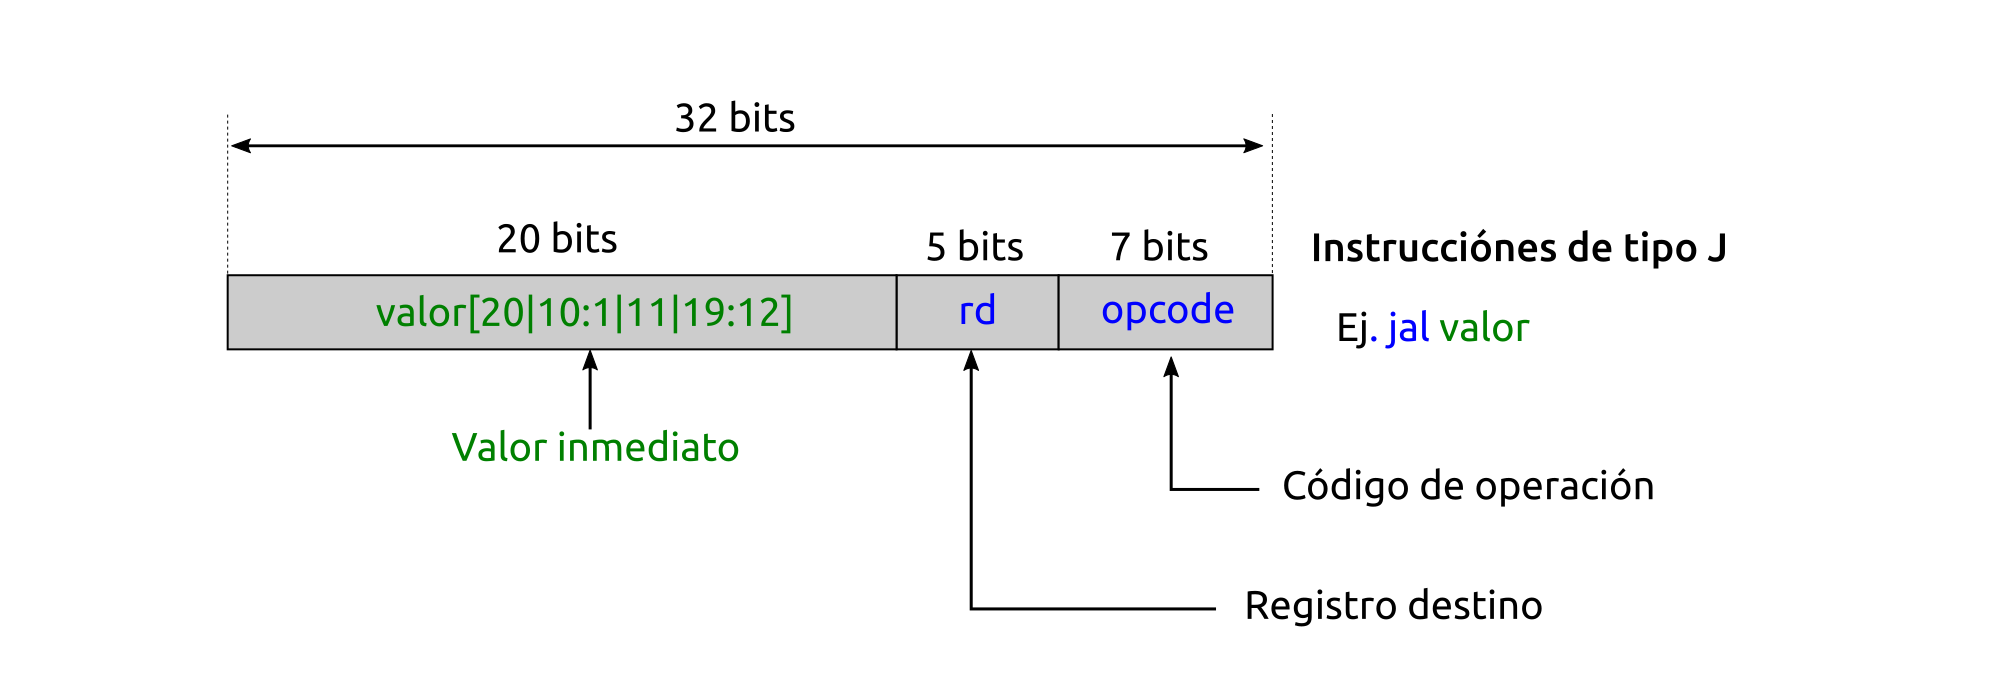 32 bits
20 bits
5 bits
7 bits
Instrucciónes de tipo J
valor[20|10:1|11|19:12]
rd
opcode
Ej. jal valor
Valor inmediato
Código de operación
Registro destino